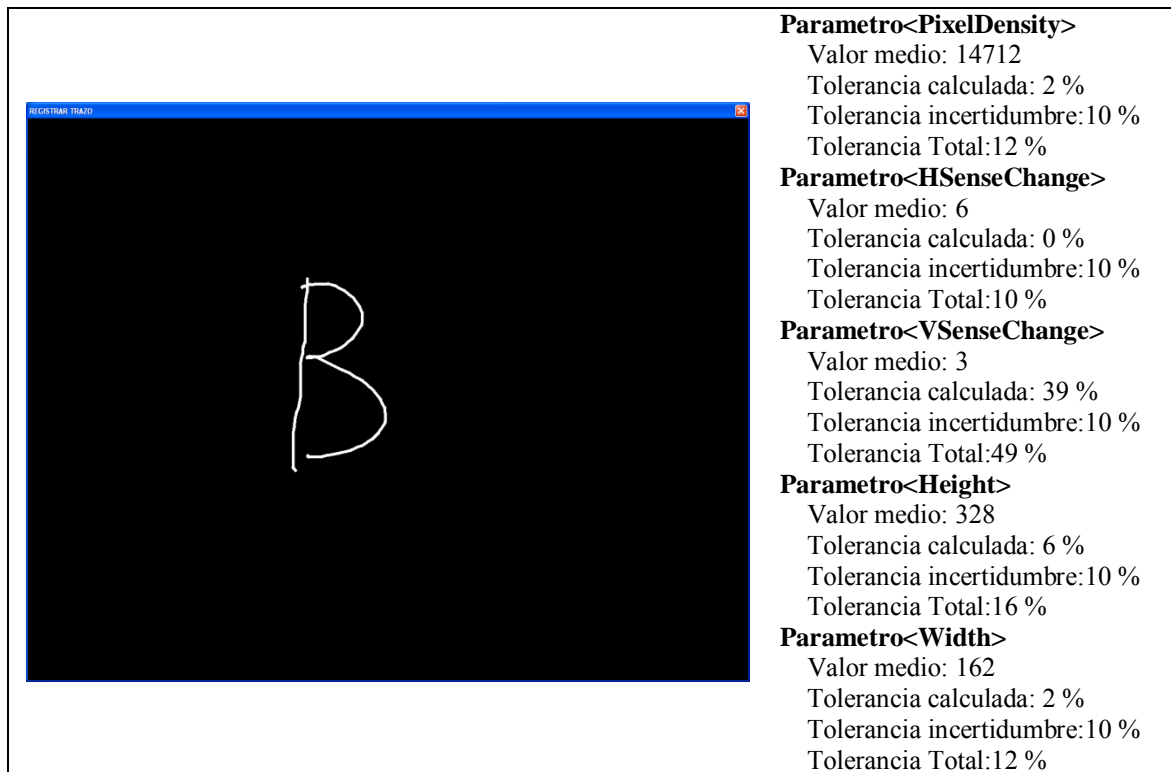 REGISTRAR TRAZO
B
Parametro<PixelDensity>
Valor medio: 14712
Tolerancia calculada: 2 %
Tolerancia incertidumbre:10 %
Tolerancia Total:12 %
Parametro<HSenseChange>
Valor medio: 6
Tolerancia calculada: 0 %
Tolerancia incertidumbre:10 %
Tolerancia Total:10 %
Parametro<VSenseChange>
Valor medio: 3
Tolerancia calculada: 39 %
Tolerancia incertidumbre:10 %
Tolerancia Total:49 %
Parametro<Height>
Valor medio: 328
Tolerancia calculada: 6 %
Tolerancia incertidumbre:10 %
Tolerancia Total:16 %
Parametro<Width>
Valor medio: 162
Tolerancia calculada: 2 %
Tolerancia incertidumbre:10 %
Tolerancia Total:12 %